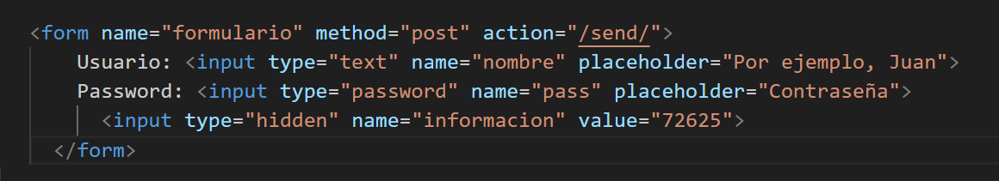 <form name="formulario" method="post" action="/send/">
Usuario: <input type="text" name="nombre" placeholder="Por ejemplo, Juan">
Password: <input type="password" name="pass" placeholder="Contraseña">
<input type="hidden" name="informacion" value="72625">
</form>